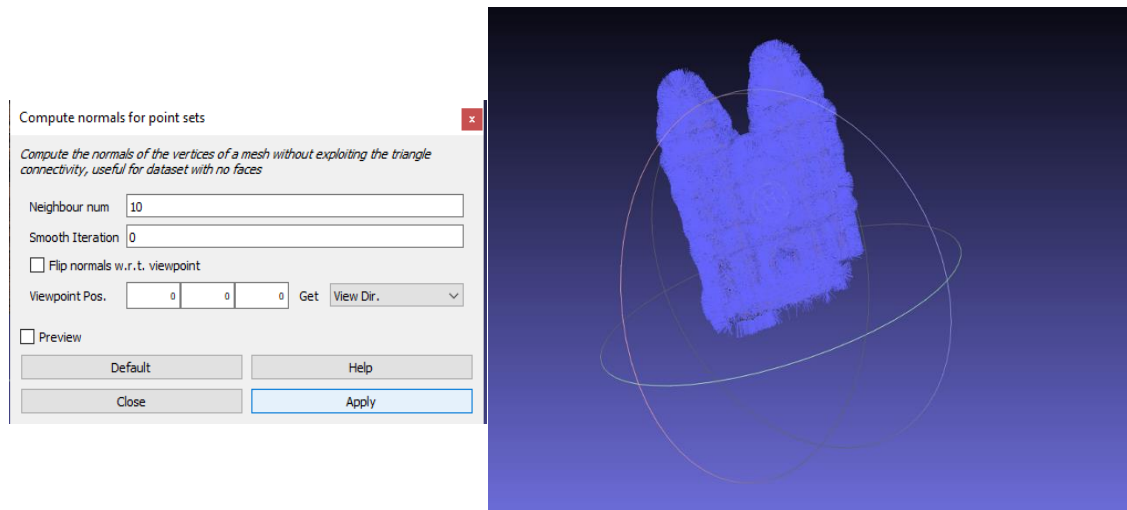 Compute normals for point sets
x
Compute the normals of the vertices of a mesh without exploiting the triangle
connectivity, useful for dataset with no faces
Neighbour num 10
Smooth Iteration 0
Flip normals w.r.t. viewpoint
Viewpoint Pos. 0 0 0 Get View Dir.
Preview
Default Help
Close Apply